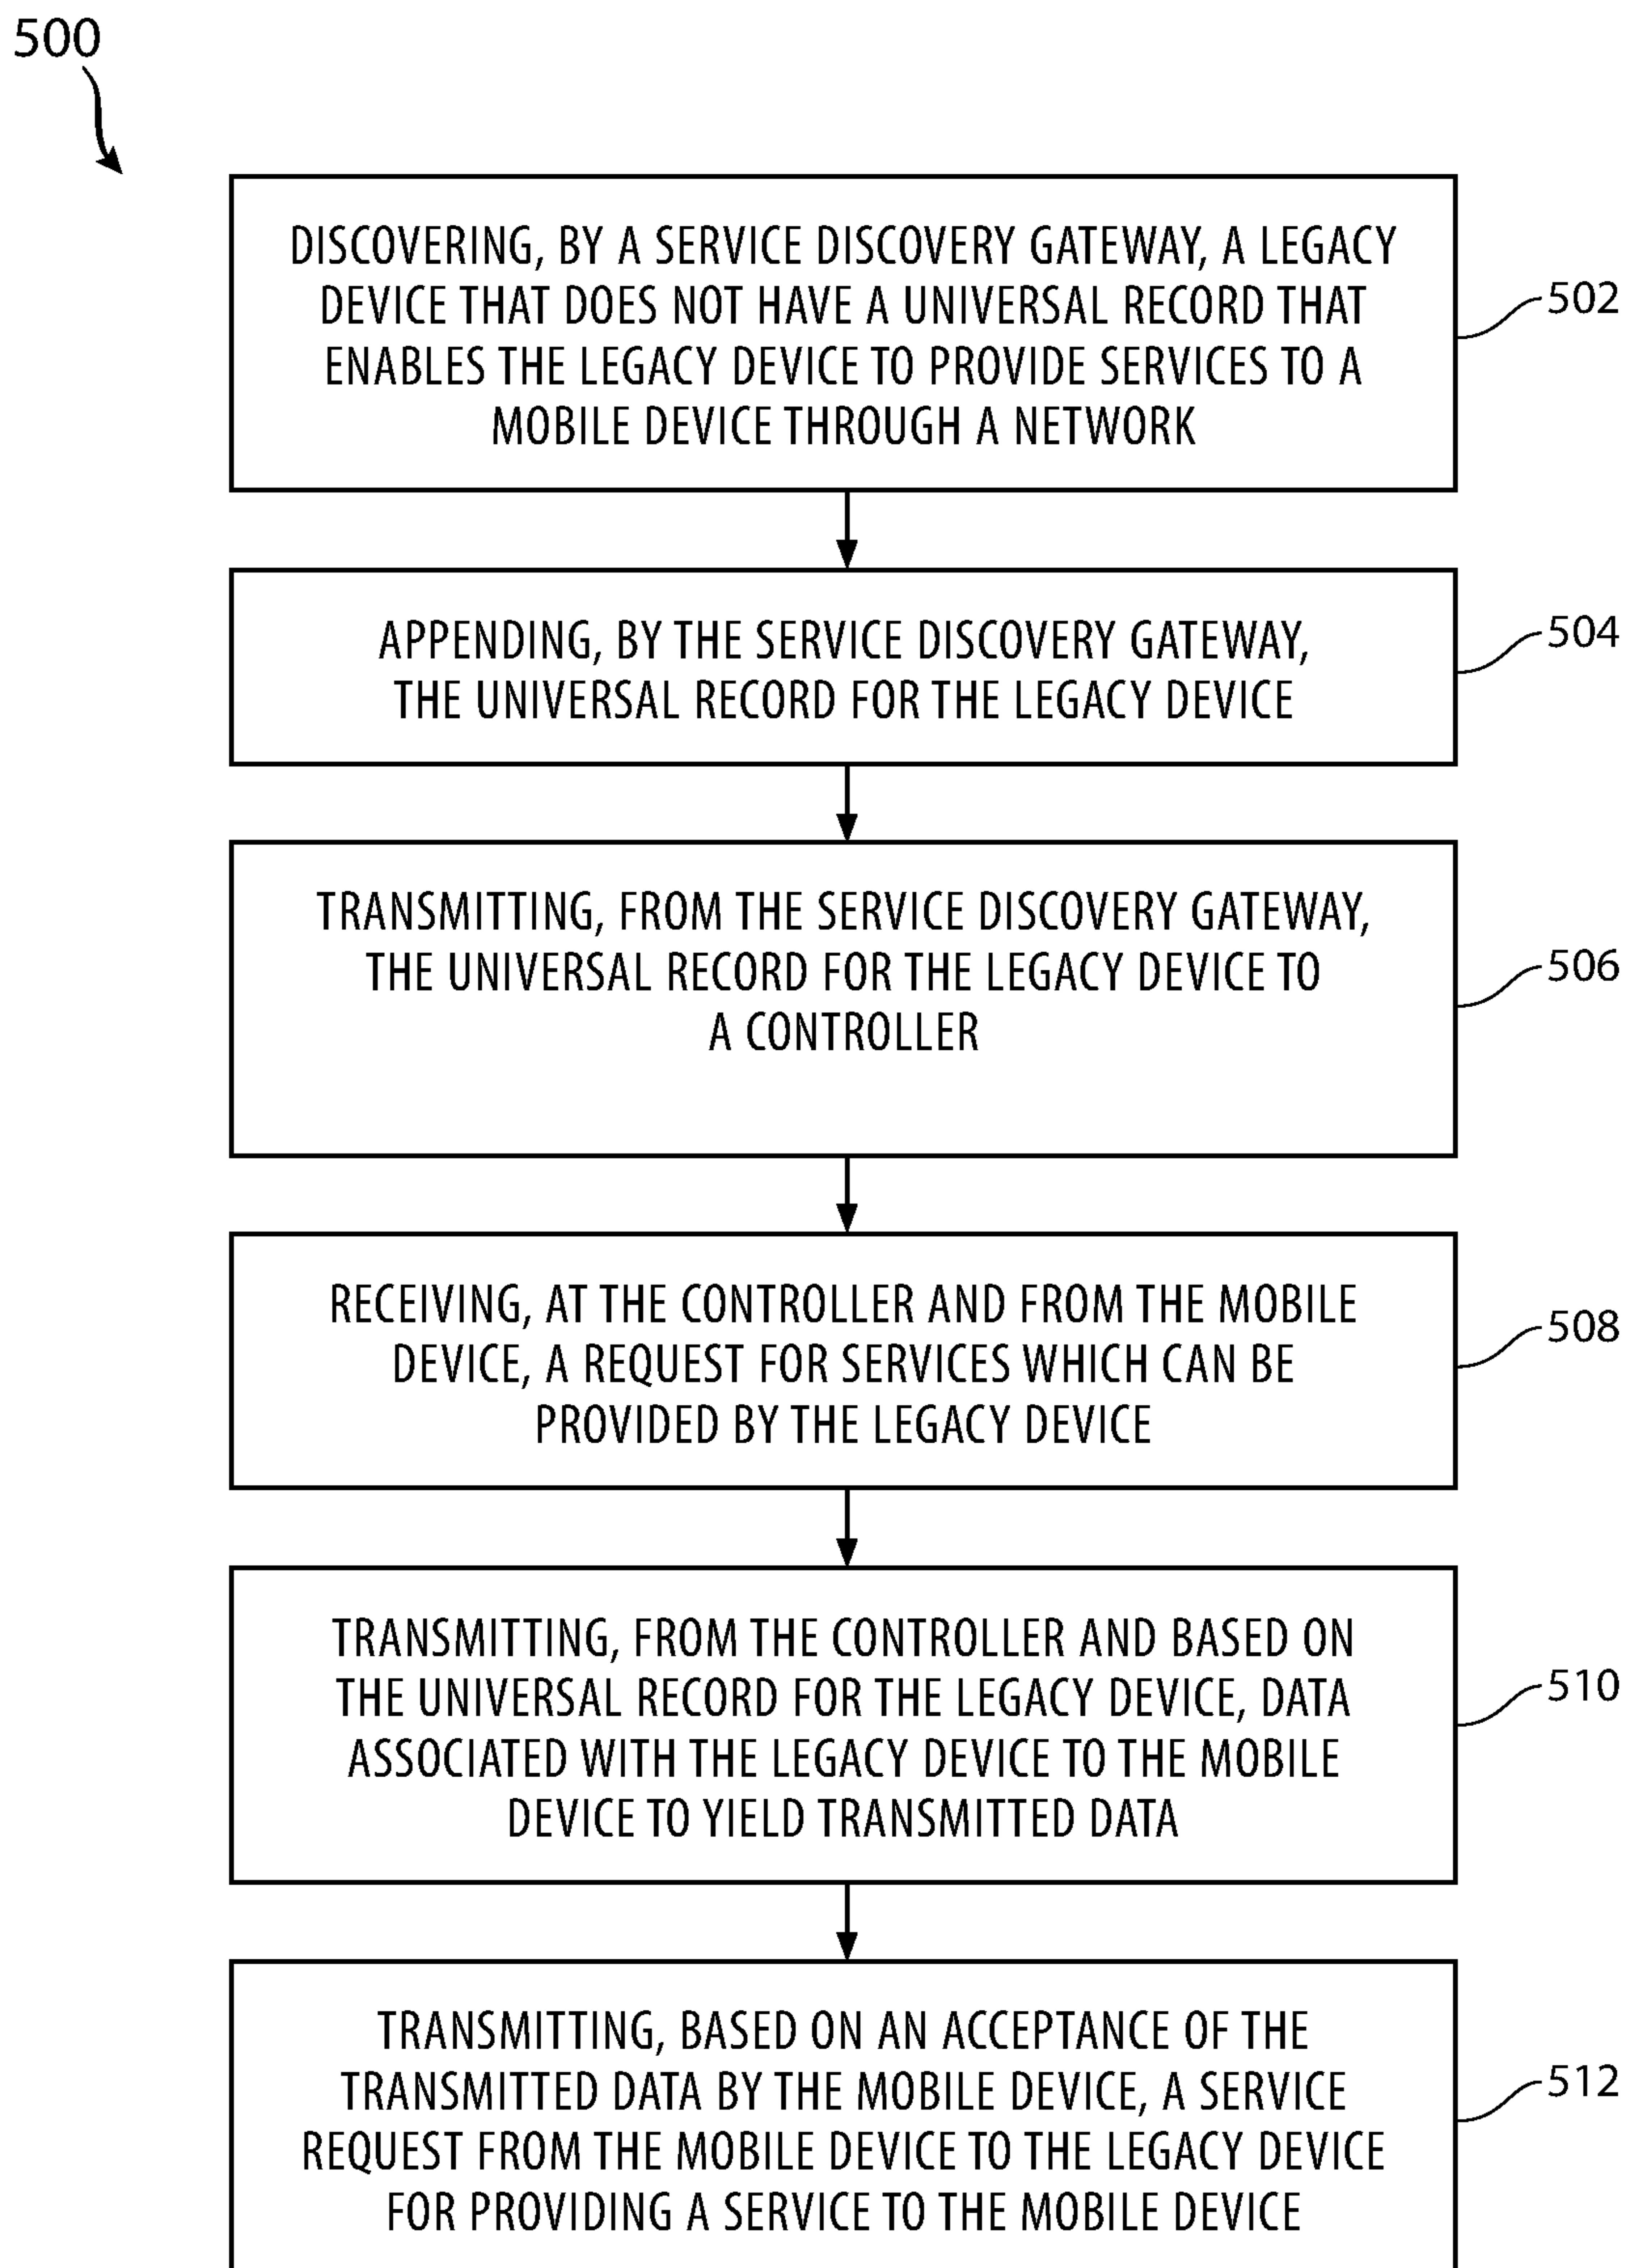 500
DISCOVERING, BY A SERVICE DISCOVERY GATEWAY, A LEGACY
DEVICE THAT DOES NOT HAVE A UNIVERSAL RECORD THAT
ENABLES THE LEGACY DEVICE TO PROVIDE SERVICES TO A
MOBILE DEVICE THROUGH A NETWORK
502
APPENDING, BY THE SERVICE DISCOVERY GATEWAY,
THE UNIVERSAL RECORD FOR THE LEGACY DEVICE
504
TRANSMITTING, FROM THE SERVICE DISCOVERY GATEWAY,
THE UNIVERSAL RECORD FOR THE LEGACY DEVICE TO
A CONTROLLER
506
RECEIVING, AT THE CONTROLLER AND FROM THE MOBILE
DEVICE, A REQUEST FOR SERVICES WHICH CAN BE
PROVIDED BY THE LEGACY DEVICE
508
TRANSMITTING, FROM THE CONTROLLER AND BASED ON
THE UNIVERSAL RECORD FOR THE LEGACY DEVICE, DATA
ASSOCIATED WITH THE LEGACY DEVICE TO THE MOBILE
DEVICE TO YIELD TRANSMITTED DATA
510
TRANSMITTING, BASED ON AN ACCEPTANCE OF THE
TRANSMITTED DATA BY THE MOBILE DEVICE, A SERVICE
REQUEST FROM THE MOBILE DEVICE TO THE LEGACY DEVICE
FOR PROVIDING A SERVICE TO THE MOBILE DEVICE
512